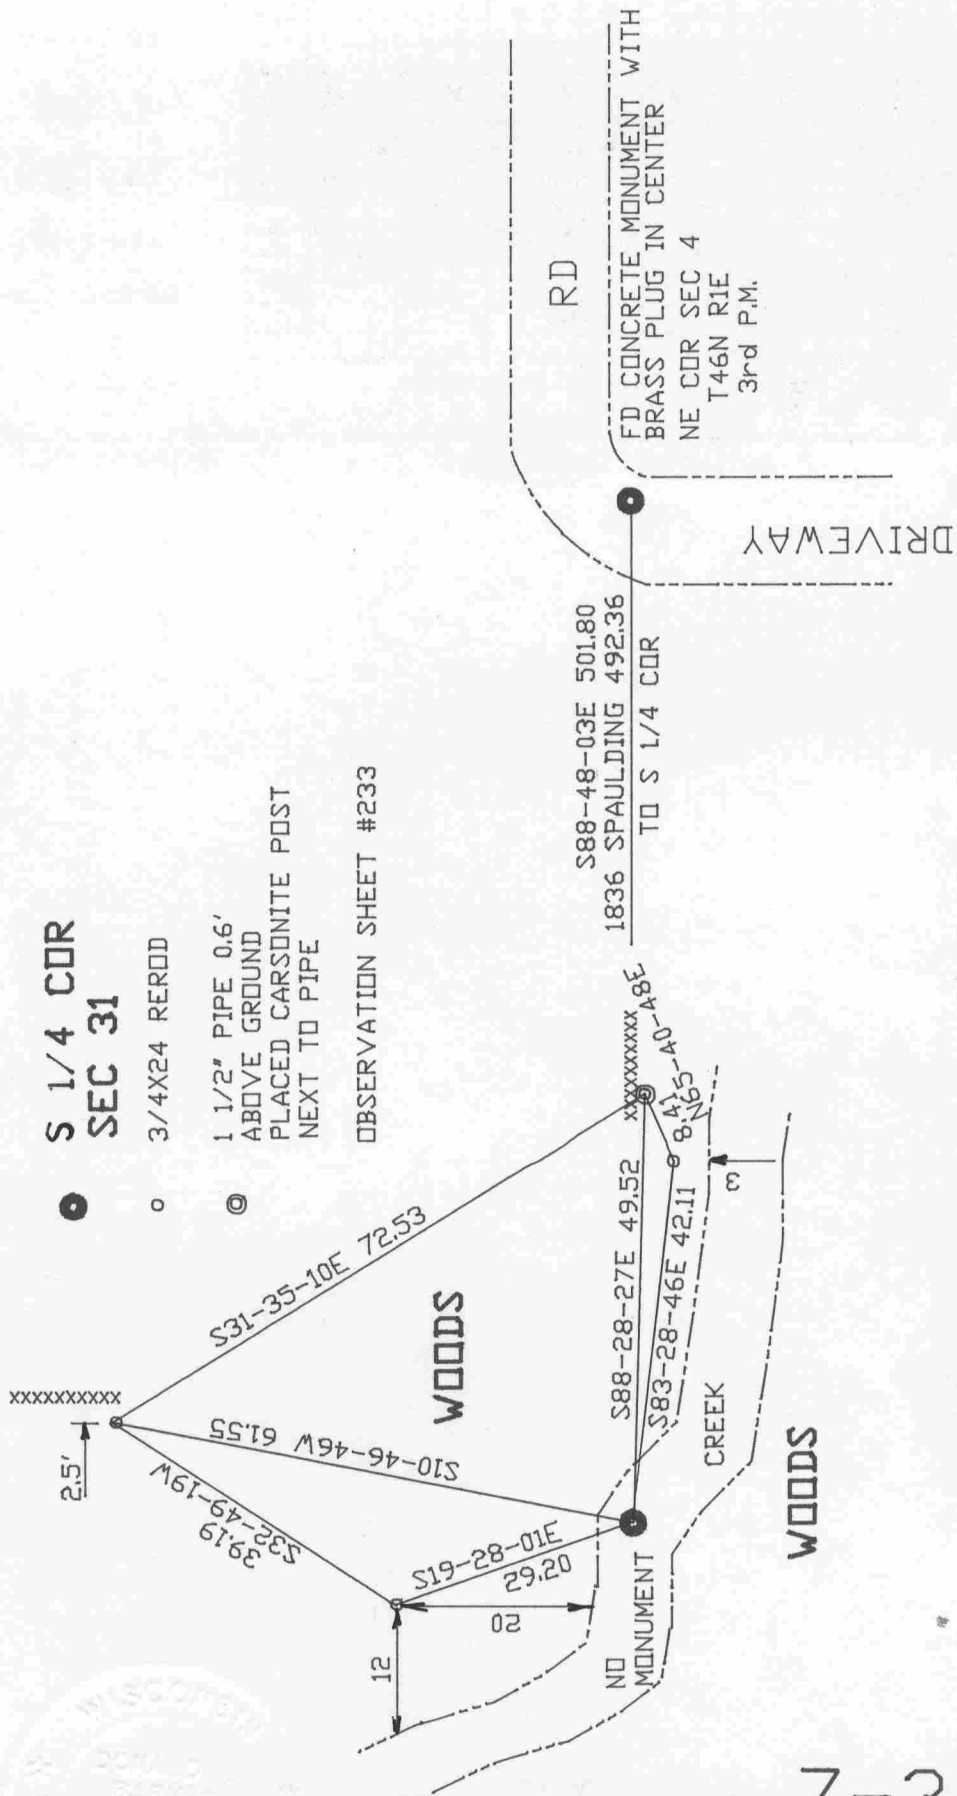 S 1/4 COR
SEC 31
3/4X24 REROD
1 1/2" PIPE 0.6'
ABOVE GROUND
PLACED CARSONITE POST
NEXT TO PIPE
OBSERVATION SHEET #233
XXXXXXXXXX
2.5'
S31-35-10E 72.53
S10-46-46W 61.55
S32-49-19W
39.19
WOODS
S19-28-01E
29.20
20
12
S88-28-27E 49.52
S83-28-46E 42.11
XXXXXXXXXX
8.41
N65-40-48E
3
CREEK
NO
MONUMENT
WOODS
S88-48-03E 501.80
1836 SPAULDING 492.36
TO S 1/4 COR
RD
FD CONCRETE MONUMENT WITH
BRASS PLUG IN CENTER
NE COR SEC 4
T46N R1E
3rd P.M.
DRIVEWAY
WISCONSIN